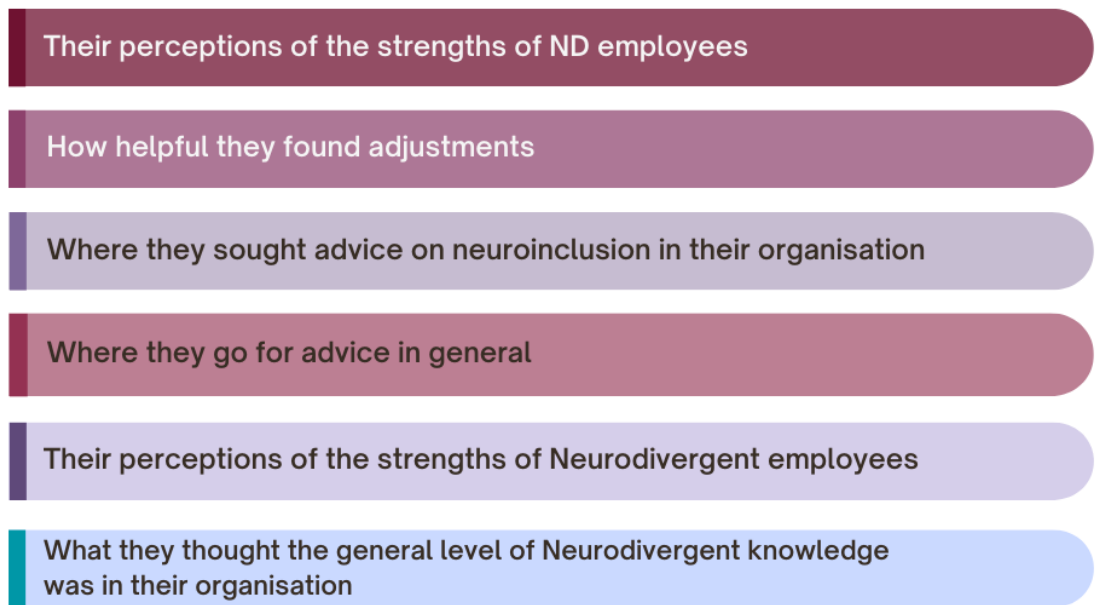 Their perceptions of the strengths of ND employees
How helpful they found adjustments
Where they sought advice on neuroinclusion in their organisation
Where they go for advice in general
Their perceptions of the strengths of Neurodivergent employees
What they thought the general level of Neurodivergent knowledge
was in their organisation